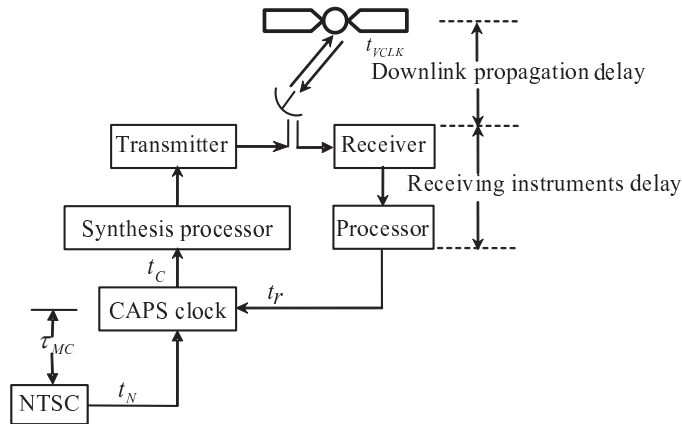 t_VCLK
Downlink propagation delay
Transmitter
Receiver
Receiving instruments delay
Synthesis processor
Processor
t_C
t_r
CAPS clock
τ_MC
t_N
NTSC